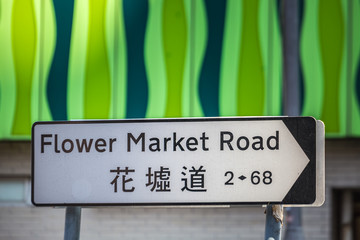 Flower Market Road
花墟道 2-68